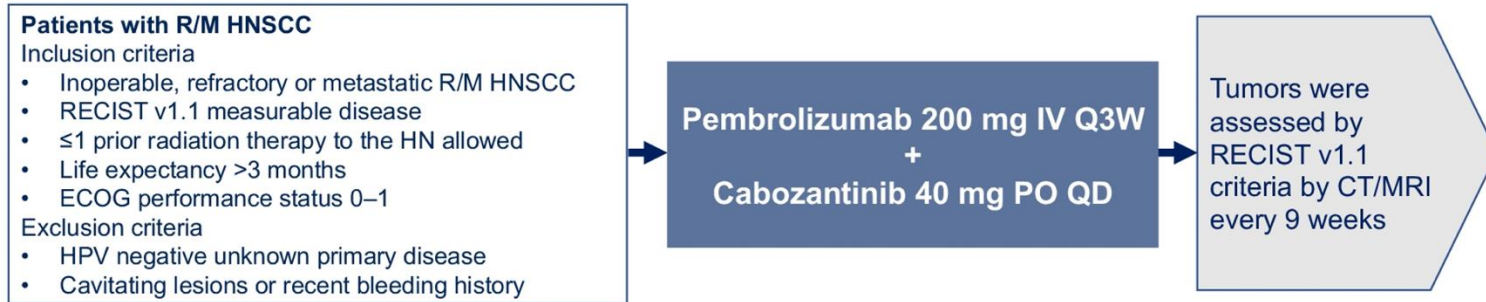 Patients with R/M HNSCC
Inclusion criteria
• Inoperable, refractory or metastatic R/M HNSCC
• RECIST v1.1 measurable disease
• ≤1 prior radiation therapy to the HN allowed
• Life expectancy >3 months
• ECOG performance status 0–1
Exclusion criteria
• HPV negative unknown primary disease
• Cavitating lesions or recent bleeding history
Pembrolizumab 200 mg IV Q3W
+
Cabozantinib 40 mg PO QD
Tumors were
assessed by
RECIST v1.1
criteria by CT/MRI
every 9 weeks